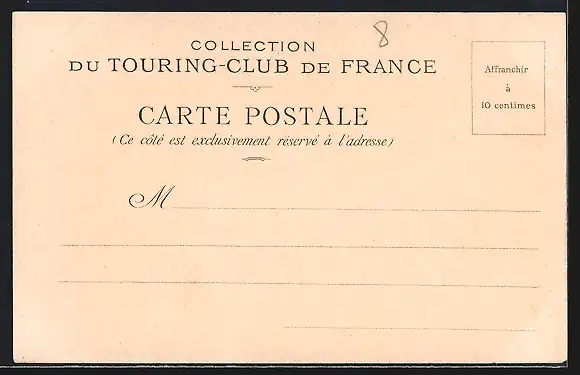 8
COLLECTION
DU TOURING-CLUB DE FRANCE
Affranchir
à
10 centimes
CARTE POSTALE
(Ce côté est exclusivement réservé à l'adresse)
M